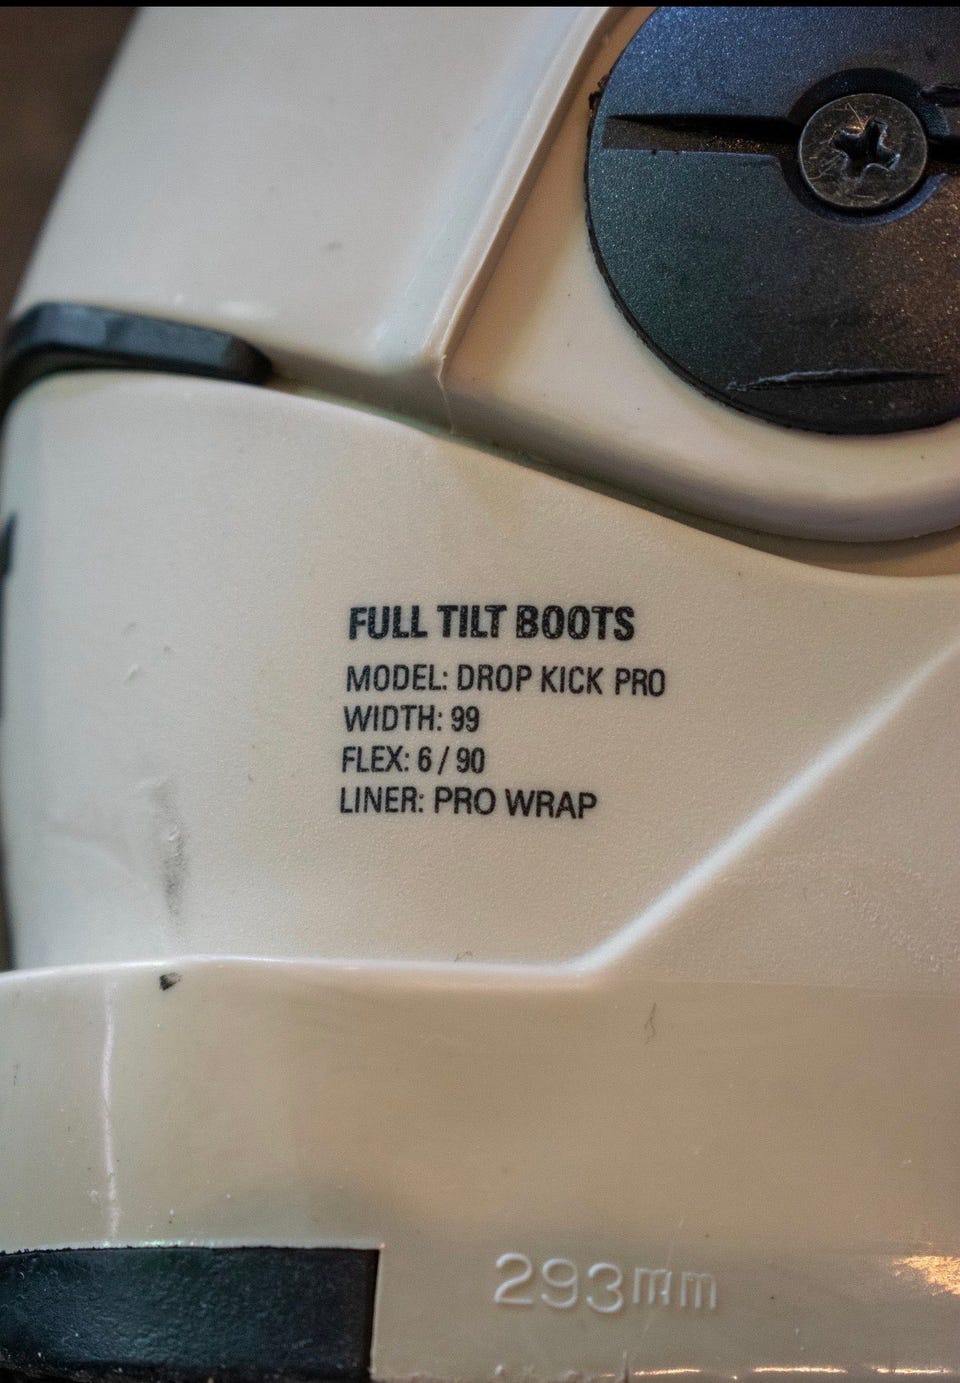 FULL TILT BOOTS
MODEL: DROP KICK PRO
WIDTH: 99
FLEX: 6 / 90
LINER: PRO WRAP
293mm